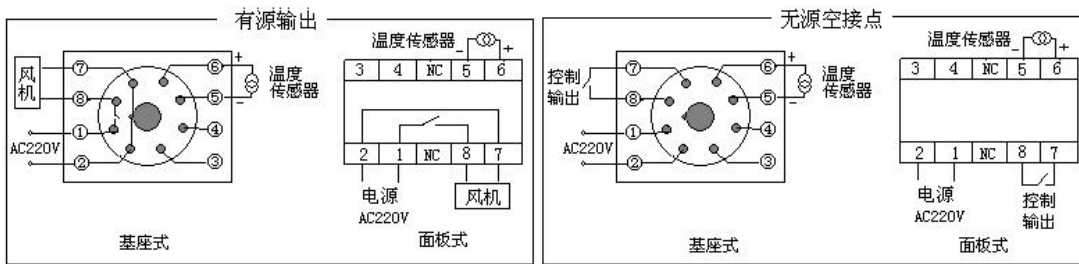 有源输出
风机
⑦
⑧
①
AC220V
②
⑥
+
⑤
-
④
③
温度
传感器
基座式
温度传感器
- +
3 4 NC 5 6
2 1 NC 8 7
电源
AC220V
风机
面板式
无源空接点
控制
输出
⑦
⑧
①
AC220V
②
⑥
+
⑤
-
④
③
温度
传感器
基座式
温度传感器
- +
3 4 NC 5 6
2 1 NC 8 7
电源
AC220V
控制
输出
面板式